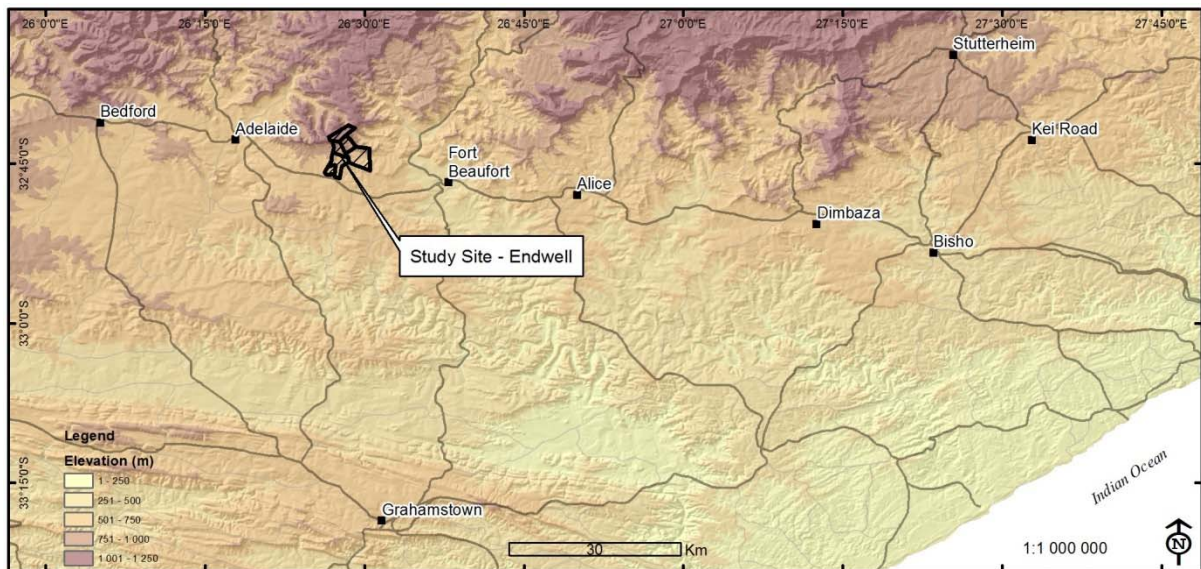 26°0'0"E
26°15'0"E
26°30'0"E
26°45'0"E
27°0'0"E
27°15'0"E
27°30'0"E
27°45'0"E
Stutterheim
Bedford
Adelaide
Kei Road
32°45'0"S
Fort
Beaufort
Alice
Dimbaza
Bisho
Study Site - Endwell
33°0'0"S
Legend
Elevation (m)
1 - 250
251 - 500
501 - 750
751 - 1 000
1 001 - 1 250
33°15'0"S
Grahamstown
Indian Ocean
30
Km
1:1 000 000
N